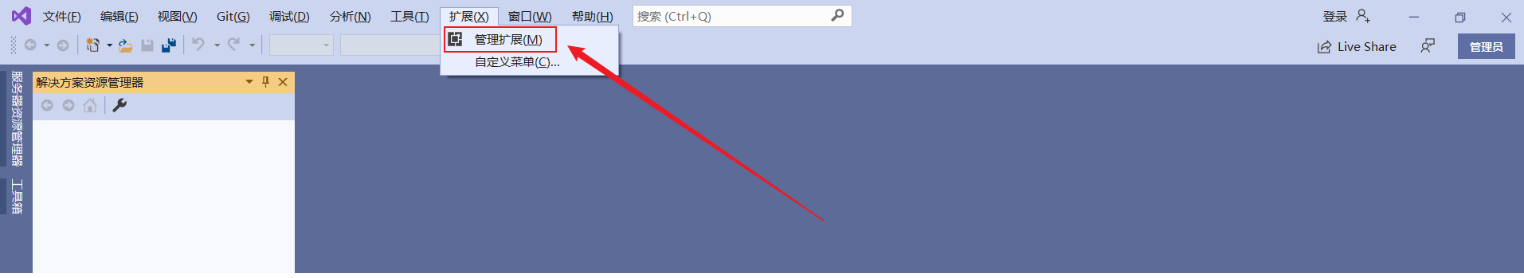 文件(F) 编辑(E) 视图(V) Git(G) 调试(D) 分析(N) 工具(T) 扩展(X) 窗口(W) 帮助(H) 搜索 (Ctrl+Q) 登录
管理扩展(M)
Live Share 管理员
自定义菜单(C)...
解决方案资源管理器
服务器资源管理器
工具箱